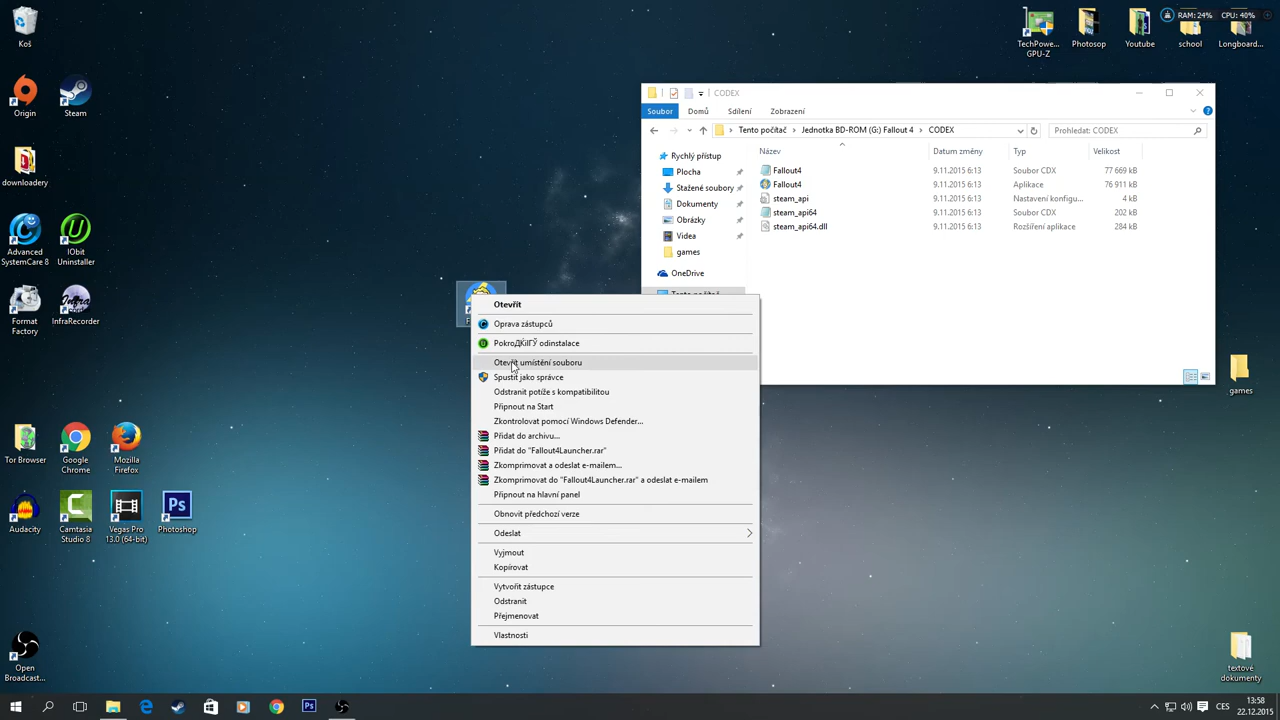 Koš
Origin
Steam
downloadery
Advanced
SystemCare 8
IObit
Uninstaller
Format
Factory
InfraRecorder
Tor Browser
Google
Chrome
Mozilla
Firefox
Audacity
Camtasia
Studio 8
Vegas Pro
13.0 (64-bit)
Photoshop
Open
Broadcast...
TechPowe...
GPU-Z
Photosop
Youtube
school
Longboard...
RAM: 24%
CPU: 40%
games
textové
dokumenty
CODEX
Soubor
Domů
Sdílení
Zobrazení
Tento počítač
Jednotka BD-ROM (G:) Fallout 4
CODEX
Prohledat: CODEX
Rychlý přístup
Plocha
Stažené soubory
Dokumenty
Obrázky
Videa
games
OneDrive
Tento počítač
Název Datum změny Typ Velikost
Fallout4 9.11.2015 6:13 Soubor CDX 77 669 kB
Fallout4 9.11.2015 6:13 Aplikace 76 911 kB
steam_api 9.11.2015 6:13 Nastavení konfigu... 4 kB
steam_api64 9.11.2015 6:13 Soubor CDX 202 kB
steam_api64.dll 9.11.2015 6:13 Rozšíření aplikace 284 kB
Otevřít
Oprava zástupců
PokroДЌilГЅ odinstalace
Otevřít umístění souboru
Spustit jako správce
Odstranit potíže s kompatibilitou
Připnout na Start
Zkontrolovat pomocí Windows Defender...
Přidat do archivu...
Přidat do "Fallout4Launcher.rar"
Zkomprimovat a odeslat e-mailem...
Zkomprimovat do "Fallout4Launcher.rar" a odeslat e-mailem
Připnout na hlavní panel
Obnovit předchozí verze
Odeslat
Vyjmout
Kopírovat
Vytvořit zástupce
Odstranit
Přejmenovat
Vlastnosti
CES
13:58
22.12.2015